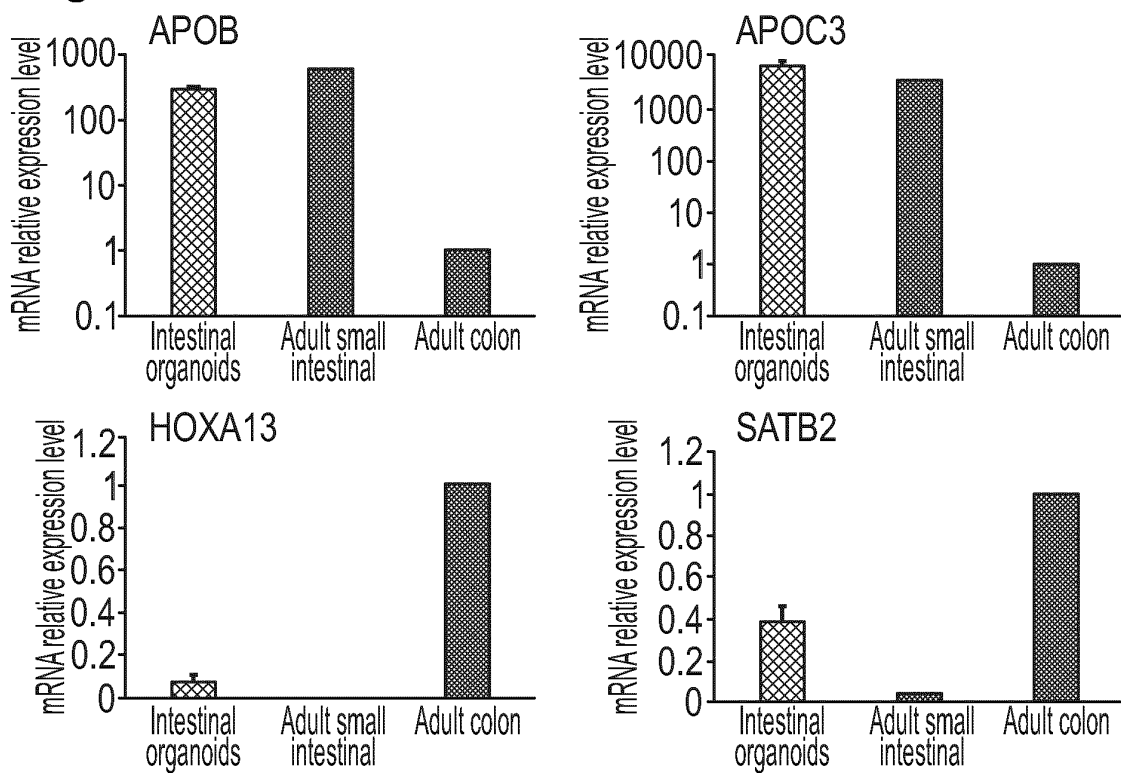 APOB
mRNA relative expression level
1000
100
10
1
0.1
Intestinal
organoids
Adult small
intestinal
Adult colon
APOC3
mRNA relative expression level
10000
1000
100
10
1
0.1
Intestinal
organoids
Adult small
intestinal
Adult colon
HOXA13
mRNA relative expression level
1.2
1
0.8
0.6
0.4
0.2
0
Intestinal
organoids
Adult small
intestinal
Adult colon
SATB2
mRNA relative expression level
1.2
1
0.8
0.6
0.4
0.2
0
Intestinal
organoids
Adult small
intestinal
Adult colon